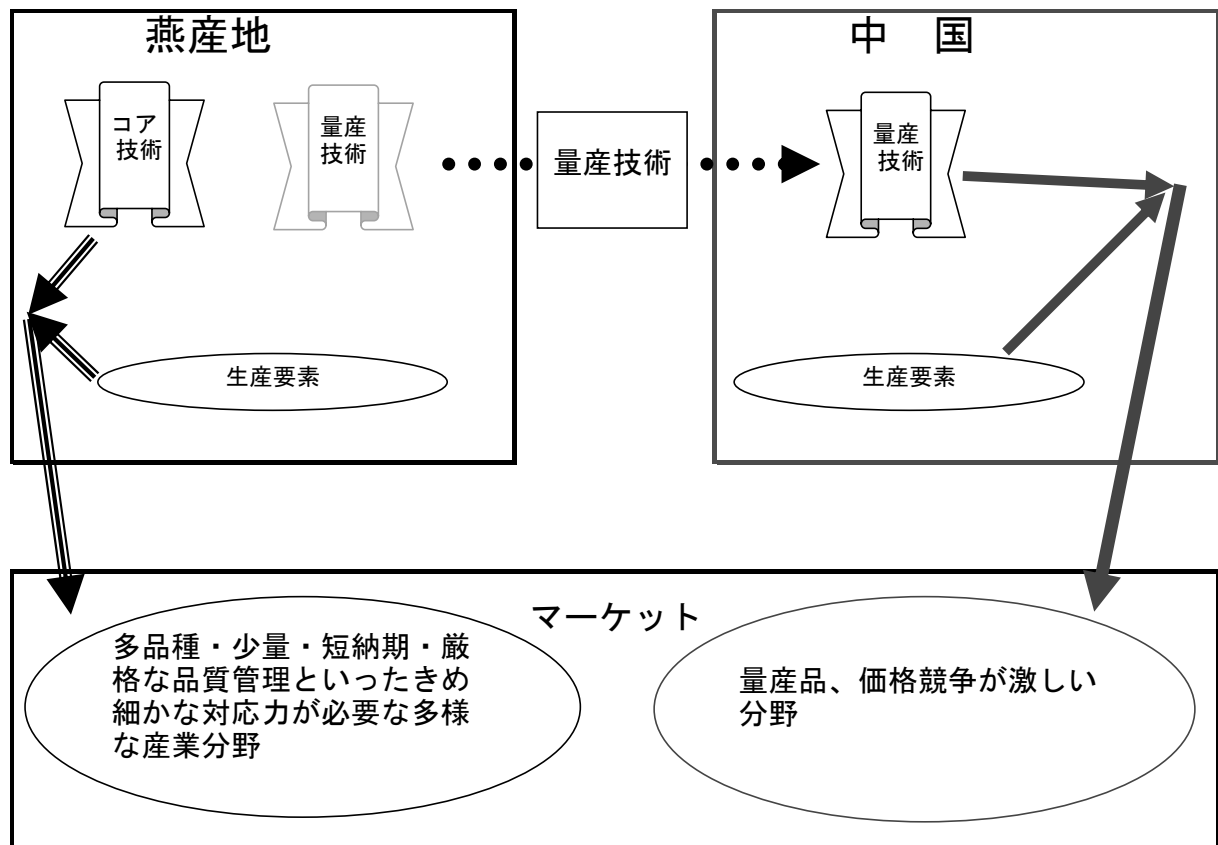 燕産地
中　国
コア
技術
量産
技術
量産技術
量産
技術
生産要素
生産要素
マーケット
多品種・少量・短納期・厳
格な品質管理といったきめ
細かな対応力が必要な多様
な産業分野
量産品、価格競争が激しい
分野